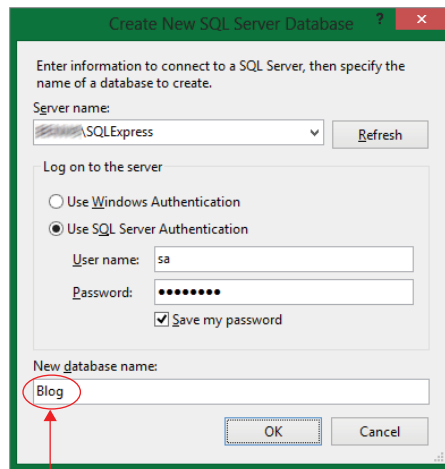 Create New SQL Server Database ?
Enter information to connect to a SQL Server, then specify the
name of a database to create.
Server name:
\SQLExpress
Refresh
Log on to the server
Use Windows Authentication
Use SQL Server Authentication
User name: sa
Password: ●●●●●●●●
Save my password
New database name:
Blog
OK Cancel